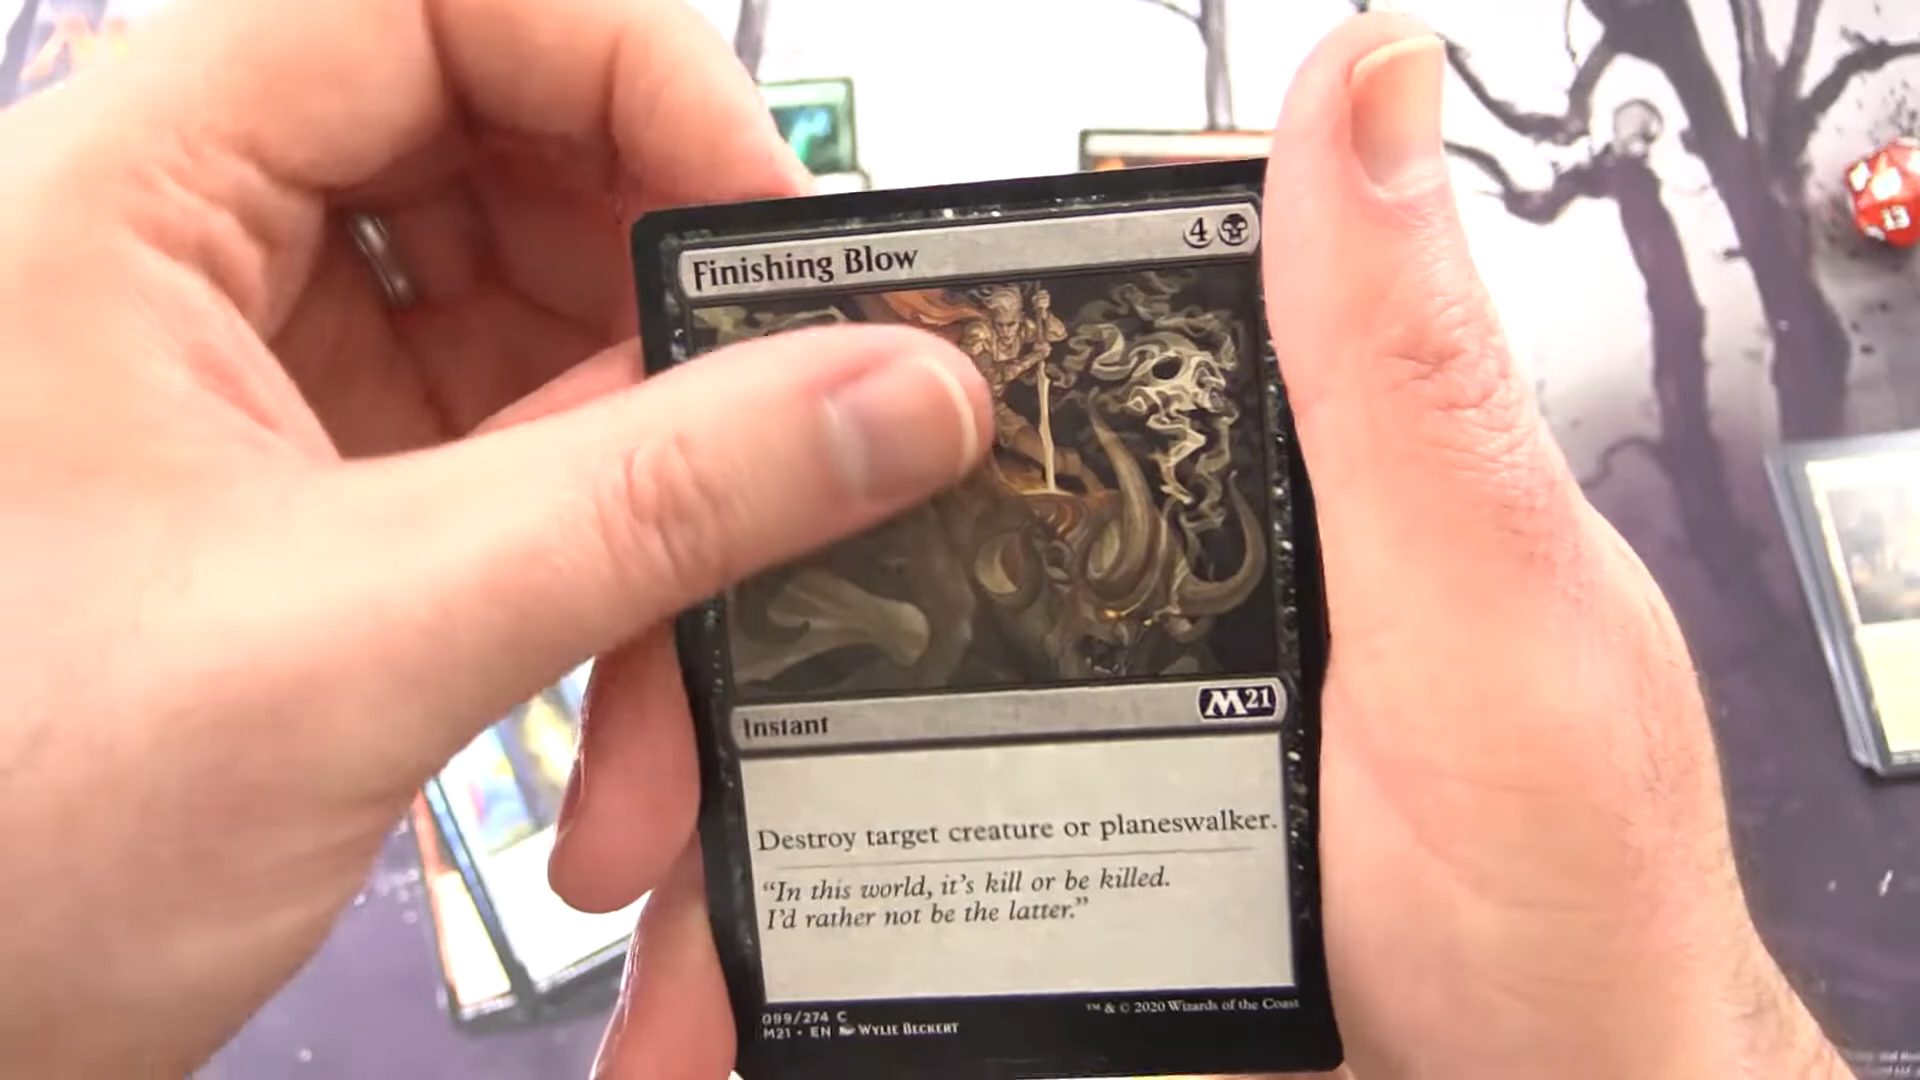 Finishing Blow 4
13
Instant
M21
Destroy target creature or planeswalker.
“In this world, it’s kill or be killed.
I’d rather not be the latter.”
099/274 C
M21 • EN WYLIE BECKERT
™ & © 2020 Wizards of the Coast